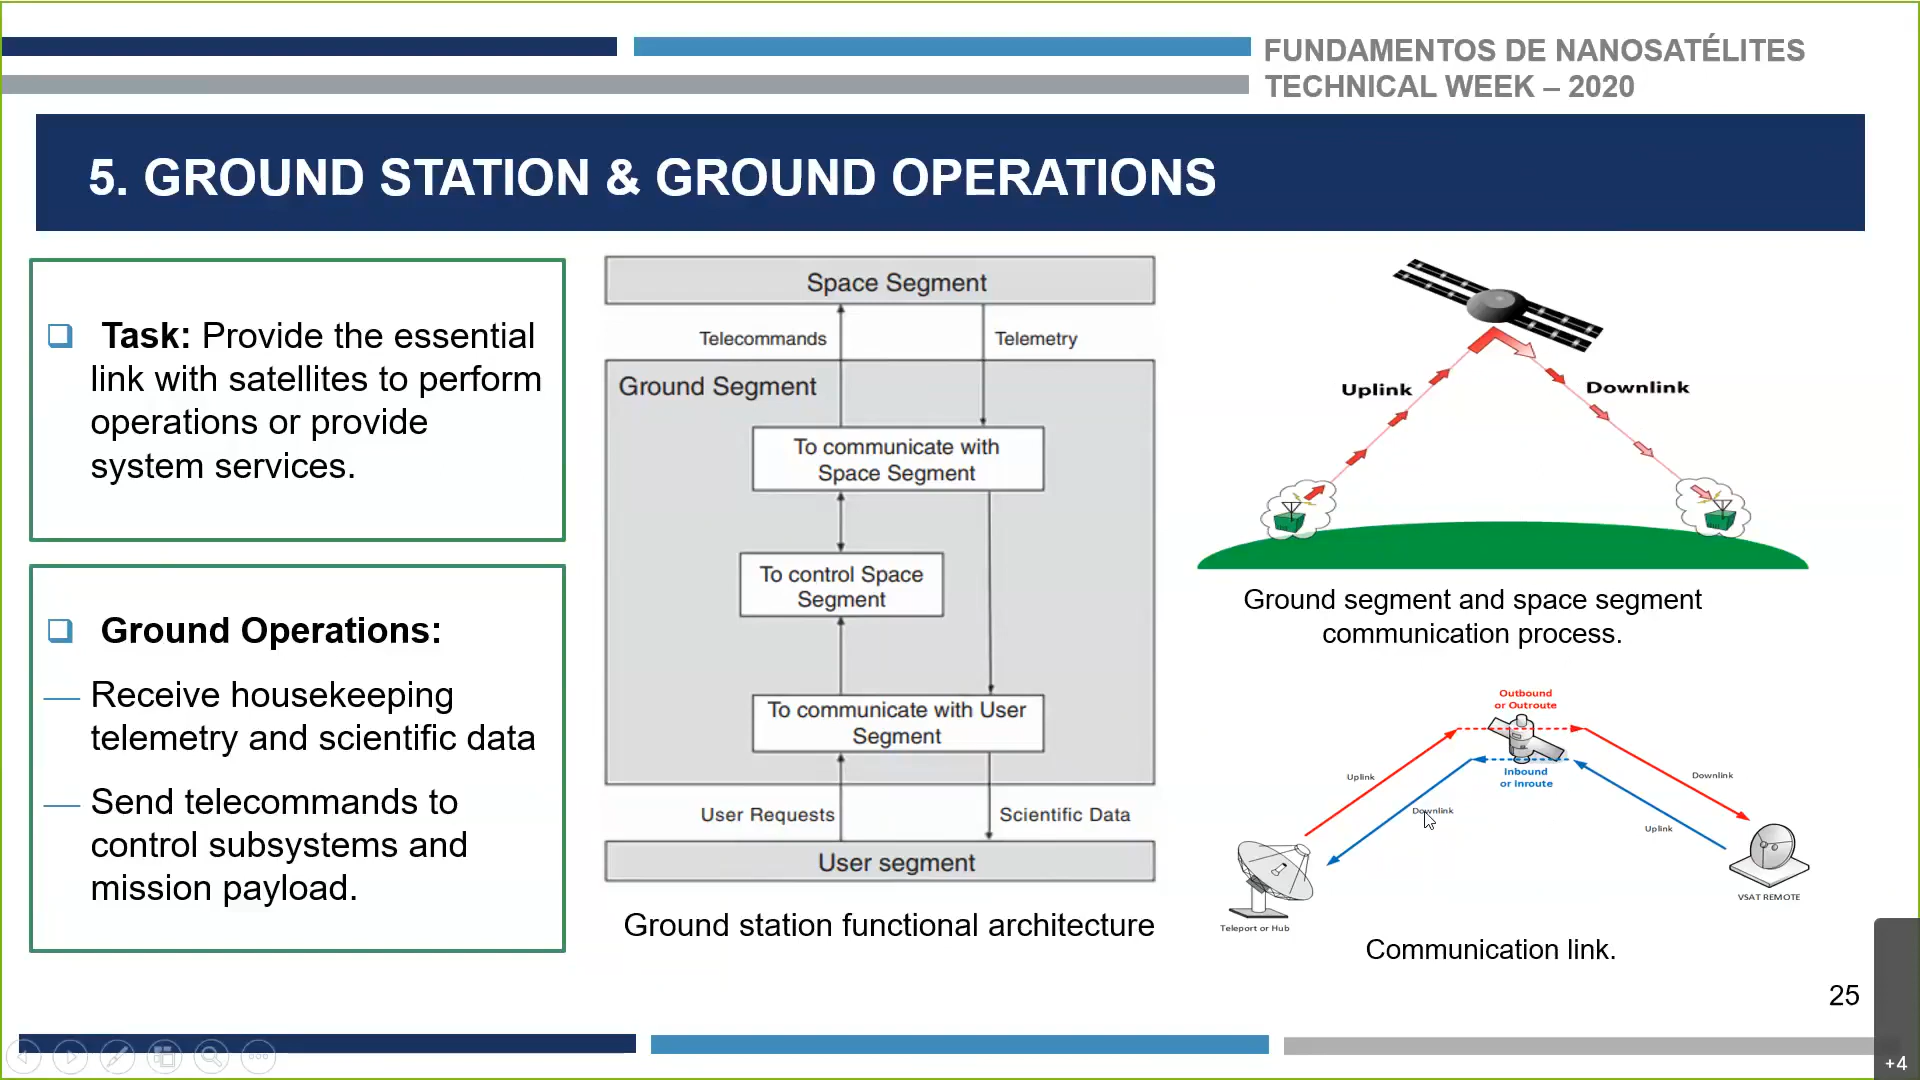 FUNDAMENTOS DE NANOSATÉLITES
TECHNICAL WEEK – 2020
5. GROUND STATION & GROUND OPERATIONS
Task: Provide the essential
link with satellites to perform
operations or provide
system services.
Ground Operations:
Receive housekeeping
telemetry and scientific data
Send telecommands to
control subsystems and
mission payload.
Space Segment
Telecommands
Telemetry
Ground Segment
To communicate with
Space Segment
To control Space
Segment
To communicate with User
Segment
User Requests
Scientific Data
User segment
Ground station functional architecture
Uplink
Downlink
Ground segment and space segment
communication process.
Outbound
or Outroute
Inbound
or Inroute
Uplink
Downlink
Downlink
Uplink
Teleport or Hub
VSAT REMOTE
Communication link.
25
+4